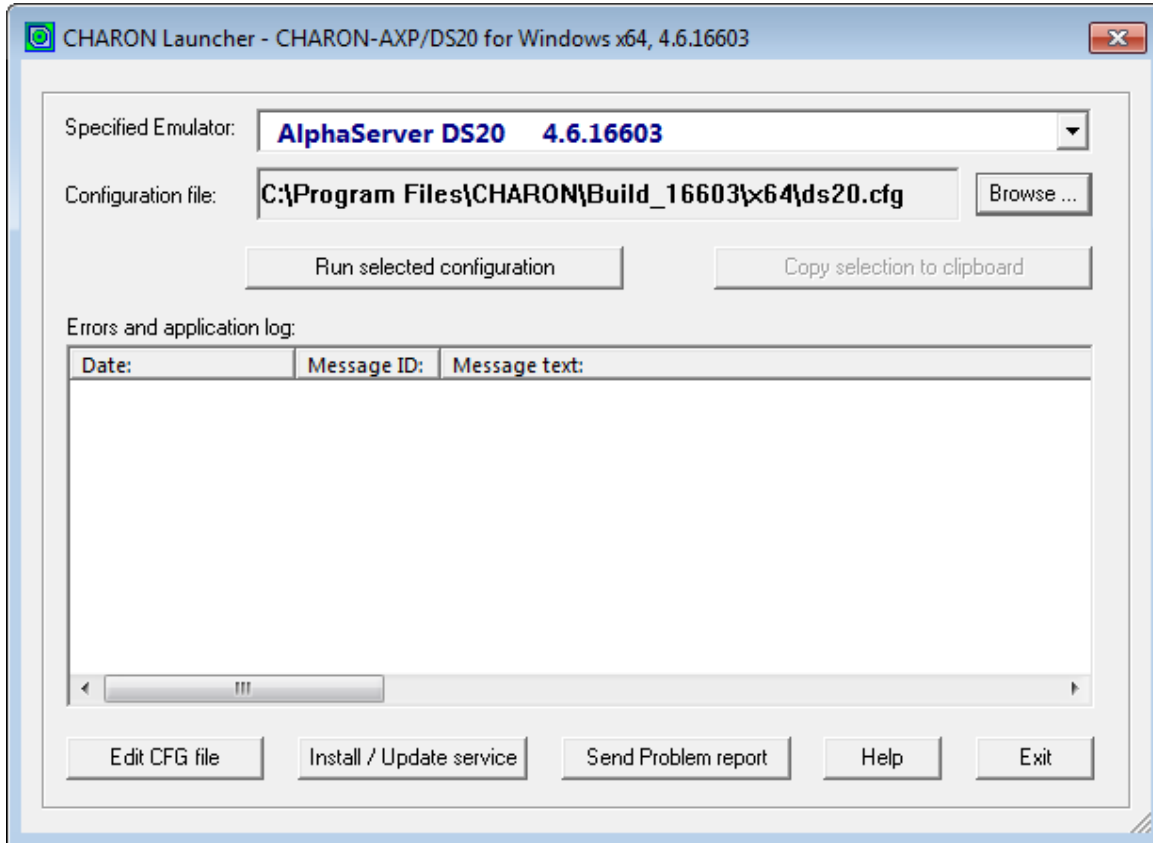 CHARON Launcher - CHARON-AXP/DS20 for Windows x64, 4.6.16603
Specified Emulator: AlphaServer DS20 4.6.16603
Configuration file: C:\Program Files\CHARON\Build_16603\x64\ds20.cfg Browse ...
Run selected configuration Copy selection to clipboard
Errors and application log:
Date: Message ID: Message text:
Edit CFG file Install / Update service Send Problem report Help Exit